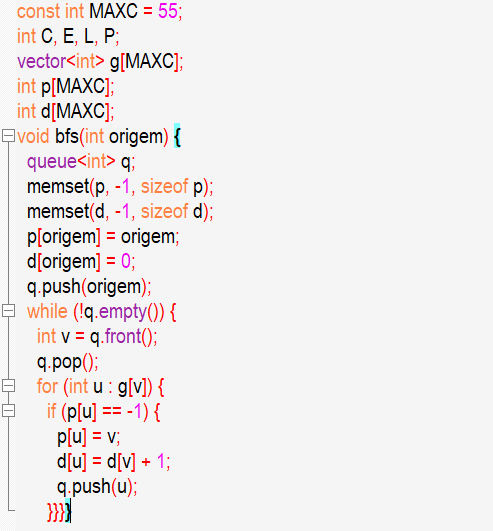 const int MAXC = 55;
int C, E, L, P;
vector<int> g[MAXC];
int p[MAXC];
int d[MAXC];
void bfs(int origem) {
queue<int> q;
memset(p, -1, sizeof p);
memset(d, -1, sizeof d);
p[origem] = origem;
d[origem] = 0;
q.push(origem);
while (!q.empty()) {
int v = q.front();
q.pop();
for (int u : g[v]) {
if (p[u] == -1) {
p[u] = v;
d[u] = d[v] + 1;
q.push(u);
}}}}